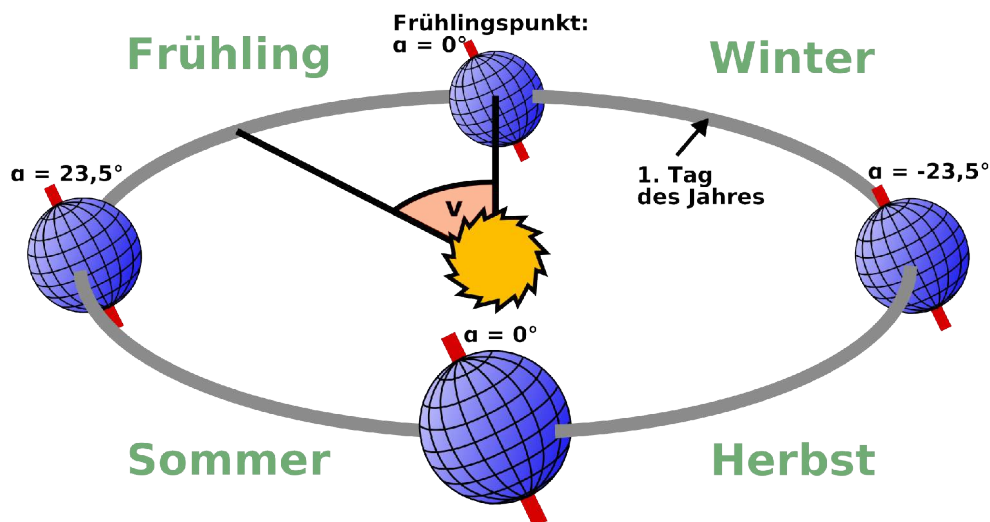 Frühlingspunkt:
ɑ = 0°
Frühling
Winter
ɑ = 23,5°
1. Tag
des Jahres
ɑ = -23,5°
v
ɑ = 0°
Sommer
Herbst